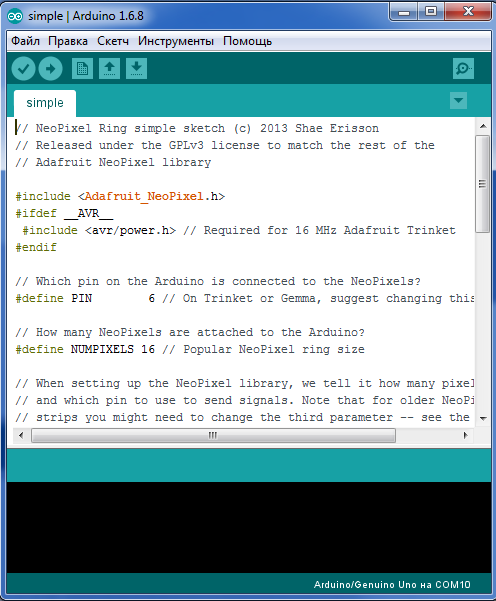 simple | Arduino 1.6.8
Файл Правка Скетч Инструменты Помощь
simple
// NeoPixel Ring simple sketch (c) 2013 Shae Erisson
// Released under the GPLv3 license to match the rest of the
// Adafruit NeoPixel library
#include <Adafruit_NeoPixel.h>
#ifdef __AVR__
 #include <avr/power.h> // Required for 16 MHz Adafruit Trinket
#endif
// Which pin on the Arduino is connected to the NeoPixels?
#define PIN        6 // On Trinket or Gemma, suggest changing this
// How many NeoPixels are attached to the Arduino?
#define NUMPIXELS 16 // Popular NeoPixel ring size
// When setting up the NeoPixel library, we tell it how many pixel
// and which pin to use to send signals. Note that for older NeoPi
// strips you might need to change the third parameter -- see the
Arduino/Genuino Uno на COM10